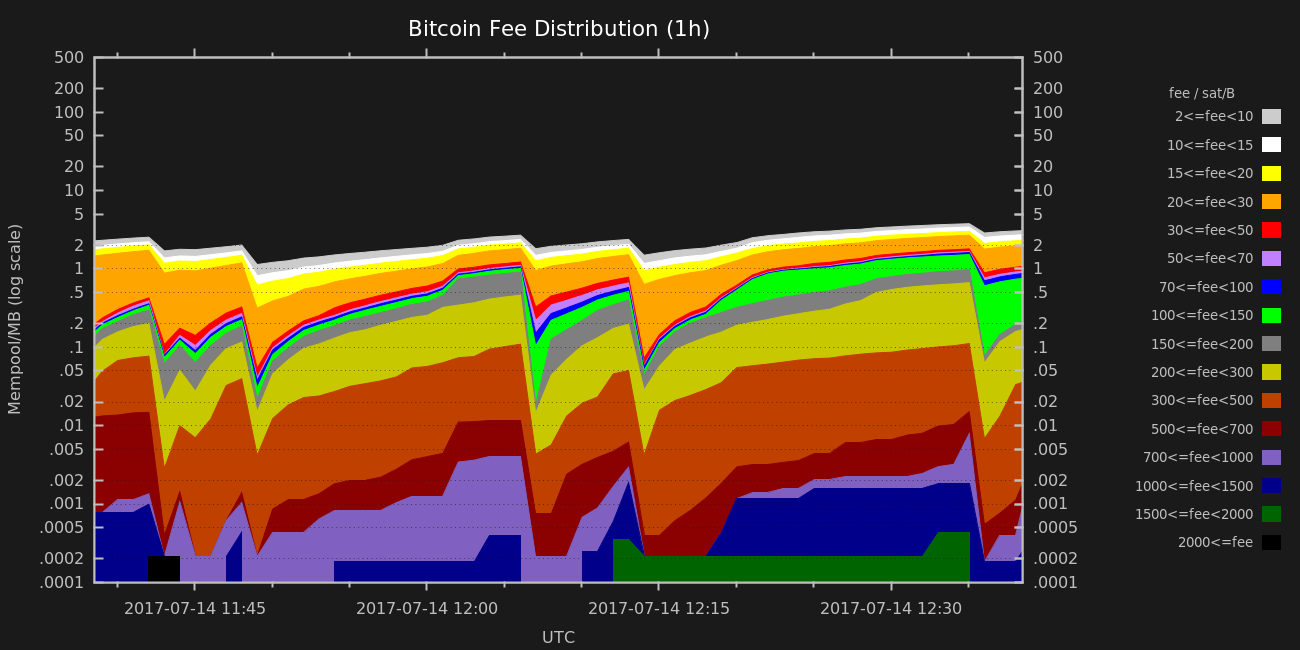 Bitcoin Fee Distribution (1h)
500 500
200 200
100 100
50 50
20 20
10 10
5 5
2 2
1 1
.5 .5
.2 .2
.1 .1
.05 .05
.02 .02
.01 .01
.005 .005
.002 .002
.001 .001
.0005 .0005
.0002 .0002
.0001 .0001
Mempool/MB (log scale)
2017-07-14 11:45 2017-07-14 12:00 2017-07-14 12:15 2017-07-14 12:30
UTC
fee / sat/B
2<=fee<10
10<=fee<15
15<=fee<20
20<=fee<30
30<=fee<50
50<=fee<70
70<=fee<100
100<=fee<150
150<=fee<200
200<=fee<300
300<=fee<500
500<=fee<700
700<=fee<1000
1000<=fee<1500
1500<=fee<2000
2000<=fee